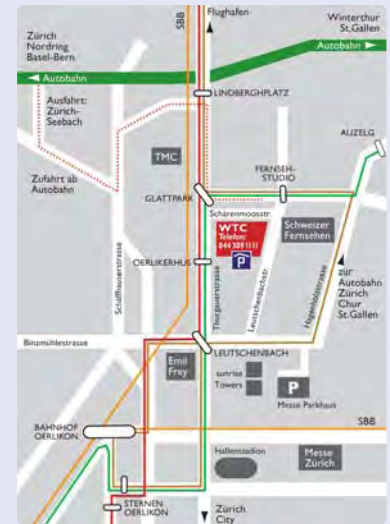 SBB
Flughafen
Zürich
Nordring
Basel-Bern
Winterthur
St.Gallen
Autobahn
Autobahn
Ausfahrt:
Zürich-
Seebach
LINDBERGHPLATZ
AUZELG
TMC
FERNSEH-
STUDIO
Zufahrt ab
Autobahn
GLATTPARK
Schärenmoosstr.
WTC
Telefon:
044 309 11 11
P
Schweizer
Fernsehen
OERLIKERHUS
Schaffhauserstrasse
Thurgauerstrasse
Leutschenbachstr.
Hagenholzstrasse
zur
Autobahn
Zürich
Chur
St.Gallen
Binzmühlestrasse
Emil
Frey
LEUTSCHENBACH
sunrise
Towers
P
Messe Parkhaus
BAHNHOF
OERLIKON
SBB
Hallenstadion
Messe
Zürich
STERNEN
OERLIKON
Zürich
City